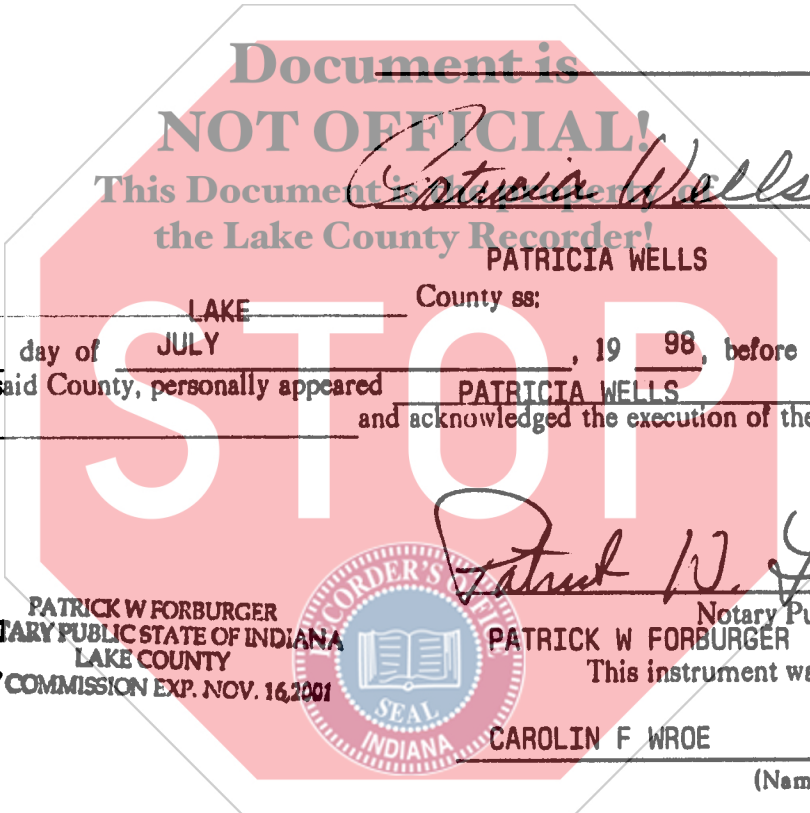 Document is
NOT OFFICIAL!
This Document is the property of
the Lake County Recorder!
Patricia Wells
PATRICIA WELLS
LAKE County ss:
day of JULY , 19 98, before
aid County, personally appeared PATRICIA WELLS
and acknowledged the execution of the
STOP
Patrick W.
PATRICK W FORBURGER
ARY PUBLIC STATE OF INDIANA
LAKE COUNTY
COMMISSION EXP. NOV. 16,2001
RECORDER'S OFFICE
SEAL
INDIANA
Notary Pu
PATRICK W FORBURGER
This instrument wa
CAROLIN F WROE
(Nam